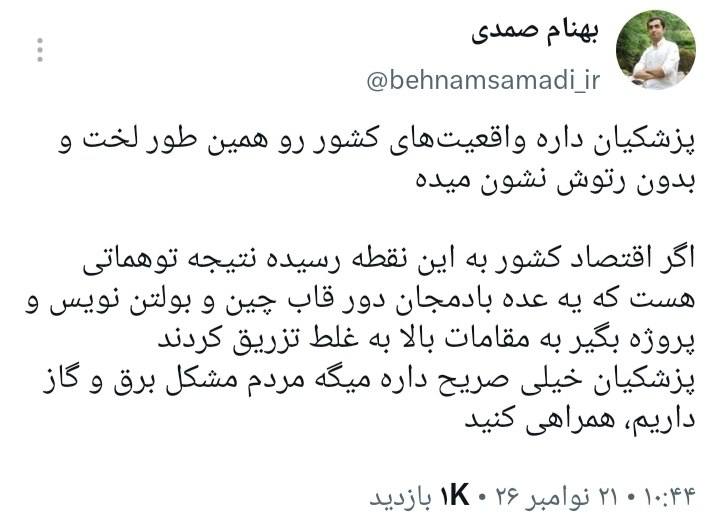 بهنام صمدی
@behnamsamadi_ir
پزشکیان داره واقعیت‌های کشور رو همین طور لخت و
بدون رتوش نشون میده
اگر اقتصاد کشور به این نقطه رسیده نتیجه توهماتی
هست که یه عده بادمجان دور قاب چین و بولتن نویس و
پروژه بگیر به مقامات بالا به غلط تزریق کردند
پزشکیان خیلی صریح داره میگه مردم مشکل برق و گاز
داریم، همراهی کنید
۱۰:۴۴ • ۲۱ نوامبر ۲۶ • ۱K بازدید